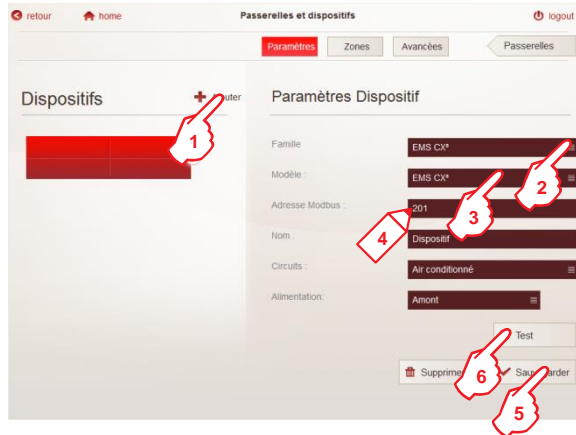 retour home Passerelles et dispositifs logout
Paramètres Zones Avancées Passerelles
Dispositifs Paramètres Dispositif
1
Famille EMS CX³
2
Modèle : EMS CX³
3
Adresse Modbus : 201
4
Nom : Dispositif
Circuits : Air conditionné
Alimentation: Amont
Test
6
5